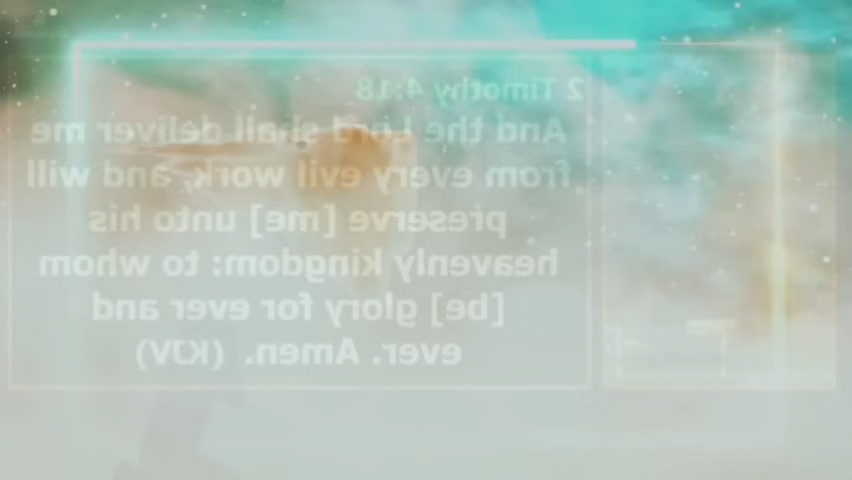 2 Timothy 4:18
And the Lord shall deliver me
from every evil work, and will
preserve [me] unto his
heavenly kingdom: to whom
[be] glory for ever and
ever. Amen. (KJV)